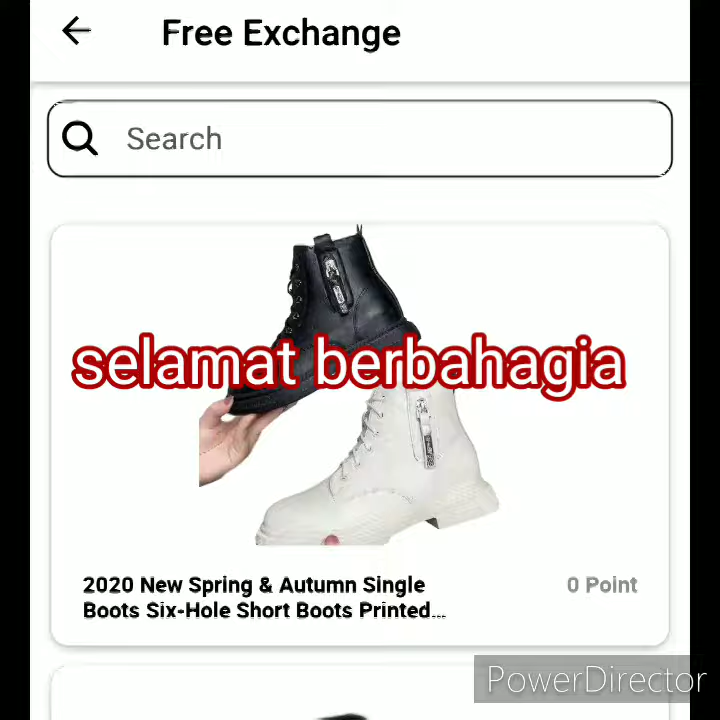 Free Exchange
Search
selamat berbahagia
2020 New Spring & Autumn Single
Boots Six-Hole Short Boots Printed...
0 Point
PowerDirector